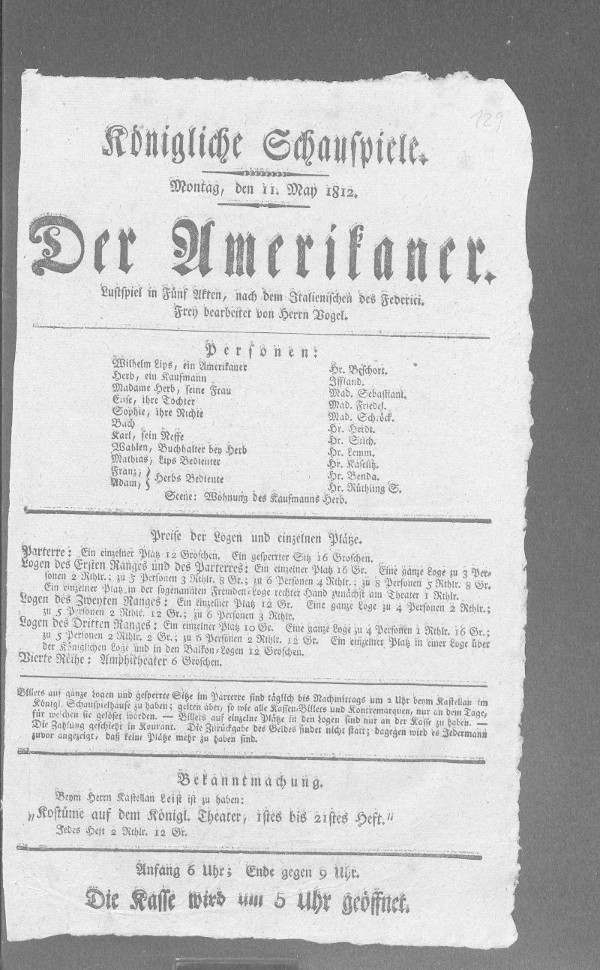 129
Königliche Schauspiele.
Montag, den 11. May 1812.
Der Amerikaner.
Lustspiel in Fünf Akten, nach dem Italienischen des Federici.
Frey bearbeitet von Herrn Vogel.
Personen:
Wilhelm Lips, ein Amerikaner Hr. Beschort.
Herb, ein Kaufmann Iffland.
Madame Herb, seine Frau Mad. Sebastiani.
Elise, ihre Tochter Mad. Friedel.
Sophie, ihre Nichte Mad. Schröck.
Bach Hr. Herdt.
Karl, sein Neffe Hr. Stich.
Wahlen, Buchhalter bey Herb Hr. Lemm.
Mathias, Lips Bedienter Hr. Kaselitz.
Franz, } Herbs Bediente Hr. Benda.
Adam, } Hr. Rüthling S.
Scene: Wohnung des Kaufmanns Herb.
Preise der Logen und einzelnen Plätze.
Parterre: Ein einzelner Platz 12 Groschen. Ein gesperrter Sitz 16 Groschen.
Logen des Ersten Ranges und des Parterres: Ein einzelner Platz 16 Gr. Eine ganze Loge zu 3 Per-
sonen 2 Rthlr.; zu 5 Personen 3 Rthlr. 8 Gr.; zu 6 Personen 4 Rthlr.; zu 8 Personen 5 Rthlr. 8 Gr.
Ein einzelner Platz in der sogenannten Fremden-Loge rechter Hand zunächst am Theater 1 Rthlr.
Logen des Zweyten Ranges: Ein einzelner Platz 12 Gr. Eine ganze Loge zu 4 Personen 2 Rthlr.;
zu 5 Personen 2 Rthlr. 12 Gr.; zu 6 Personen 3 Rthlr.
Logen des Dritten Ranges: Ein einzelner Platz 10 Gr. Eine ganze Loge zu 4 Personen 1 Rthlr. 16 Gr.;
zu 5 Personen 2 Rthlr. 2 Gr.; zu 6 Personen 2 Rthlr. 12 Gr. Ein einzelner Platz in einer Loge über
der Königlichen Loge und in den Balkon-Logen 12 Groschen.
Vierte Reihe: Amphitheater 6 Groschen.
Billets auf ganze Logen und gesperrte Sitze im Parterre sind täglich bis Nachmittags um 2 Uhr beym Kastellan im
Königl. Schauspielhause zu haben; gelten aber, so wie alle Kassen-Billets und Kontremarquen, nur an dem Tage,
für welchen sie gelöset worden. — Billets auf einzelne Plätze in den Logen sind nur an der Kasse zu haben. —
Die Zahlung geschieht in Kourant. Die Zurückgabe des Geldes findet nicht statt; dagegen wird es Jedermann
zuvor angezeigt, daß keine Plätze mehr zu haben sind.
Bekanntmachung.
Beym Herrn Kastellan Leist ist zu haben:
„Kostüme auf dem Königl. Theater, 1stes bis 21stes Heft.“
Jedes Heft 2 Rthlr. 12 Gr.
Anfang 6 Uhr; Ende gegen 9 Uhr.
Die Kasse wird um 5 Uhr geöffnet.